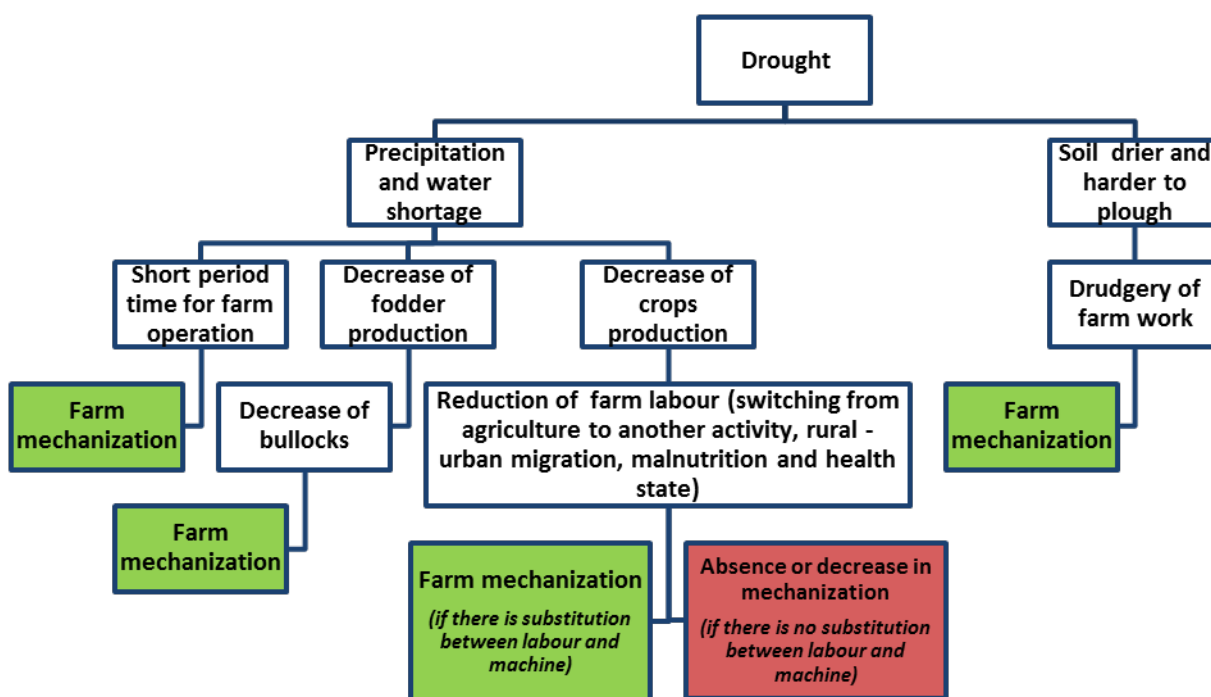 Drought
Precipitation
and water
shortage
Soil drier and
harder to
plough
Short period
time for farm
operation
Decrease of
fodder
production
Decrease of
crops
production
Drudgery of
farm work
Farm
mechanization
Decrease of
bullocks
Reduction of farm labour (switching from
agriculture to another activity, rural -
urban migration, malnutrition and health
state)
Farm
mechanization
Farm
mechanization
Farm mechanization
(if there is substitution
between labour and
machine)
Absence or decrease in
mechanization
(if there is no substitution
between labour and
machine)